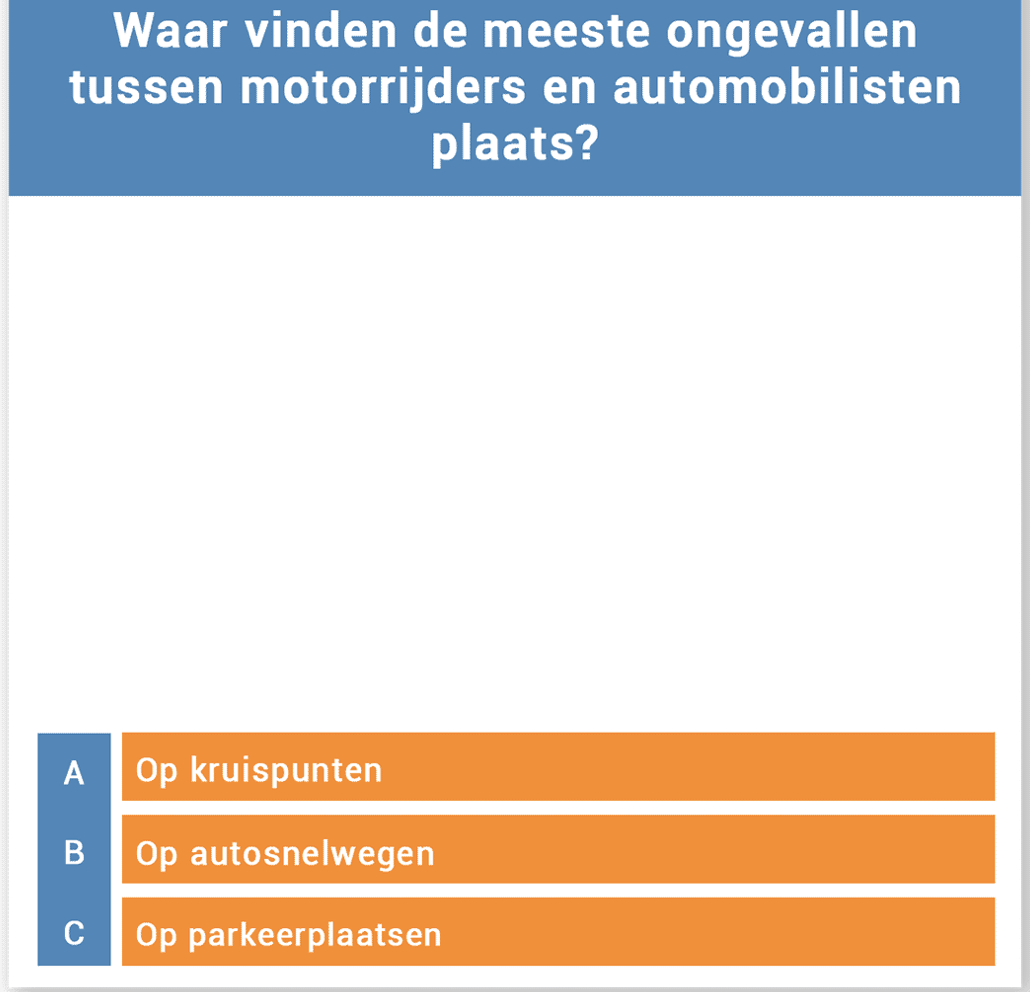 Waar vinden de meeste ongevallen
tussen motorrijders en automobilisten
plaats?
A Op kruispunten
B Op autosnelwegen
C Op parkeerplaatsen